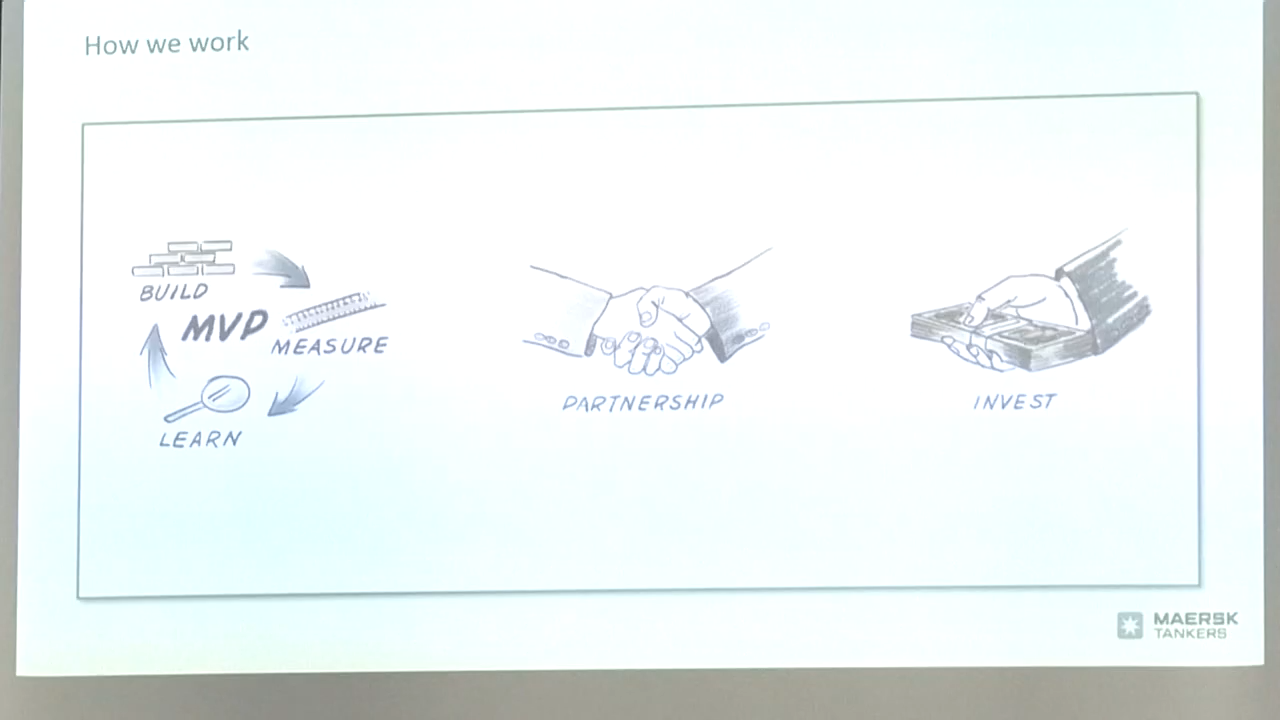 How we work
BUILD
MVP
MEASURE
LEARN
PARTNERSHIP
INVEST
MAERSK
TANKERS